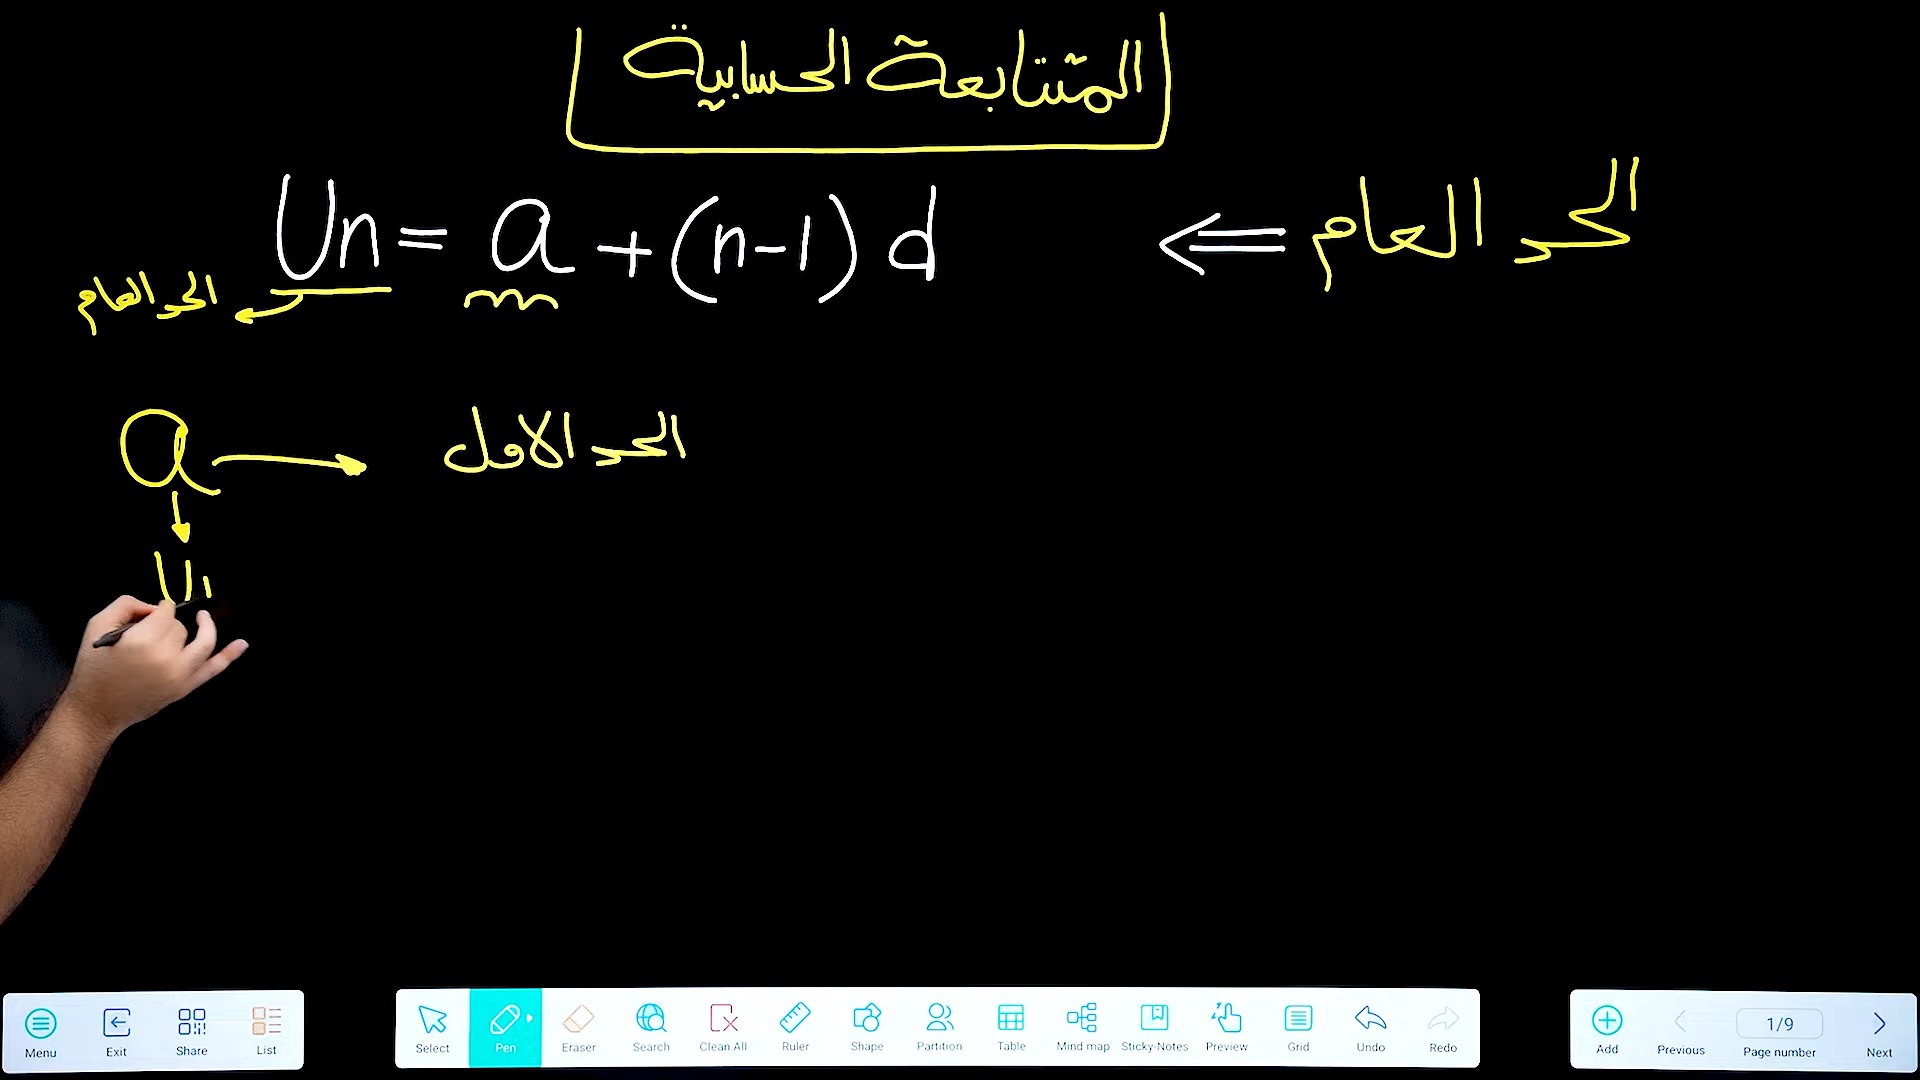 المتتابعة الحسابية
الحد العام ⇐ Un = a + (n-1) d
الحد العام
a → الحد الاول
U1
Menu Exit Share List Select Pen Eraser Search Clean All Ruler Shape Partition Table Mind map Sticky-Notes Preview Grid Undo Redo Add Previous 1/9 Page number Next